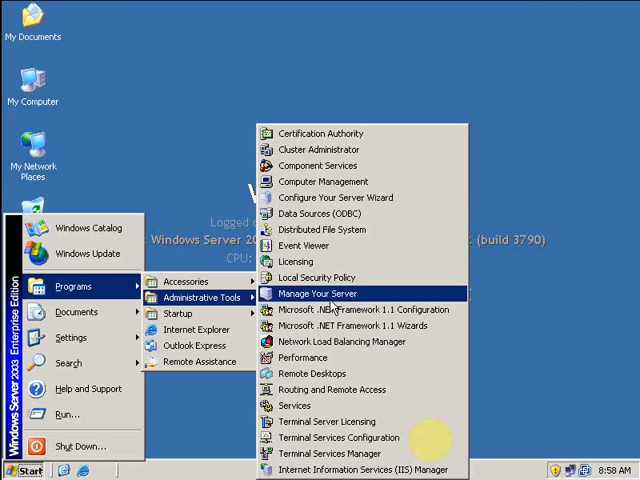 My Documents
My Computer
My Network
Places
W
Logged
Windows Server 20
(build 3790)
CPU:
Windows Server 2003 Enterprise Edition
Windows Catalog
Windows Update
Programs
Documents
Settings
Search
Help and Support
Run...
Shut Down...
Accessories
Administrative Tools
Startup
Internet Explorer
Outlook Express
Remote Assistance
Certification Authority
Cluster Administrator
Component Services
Computer Management
Configure Your Server Wizard
Data Sources (ODBC)
Distributed File System
Event Viewer
Licensing
Local Security Policy
Manage Your Server
Microsoft .NET Framework 1.1 Configuration
Microsoft .NET Framework 1.1 Wizards
Network Load Balancing Manager
Performance
Remote Desktops
Routing and Remote Access
Services
Terminal Server Licensing
Terminal Services Configuration
Terminal Services Manager
Internet Information Services (IIS) Manager
Start
8:58 AM